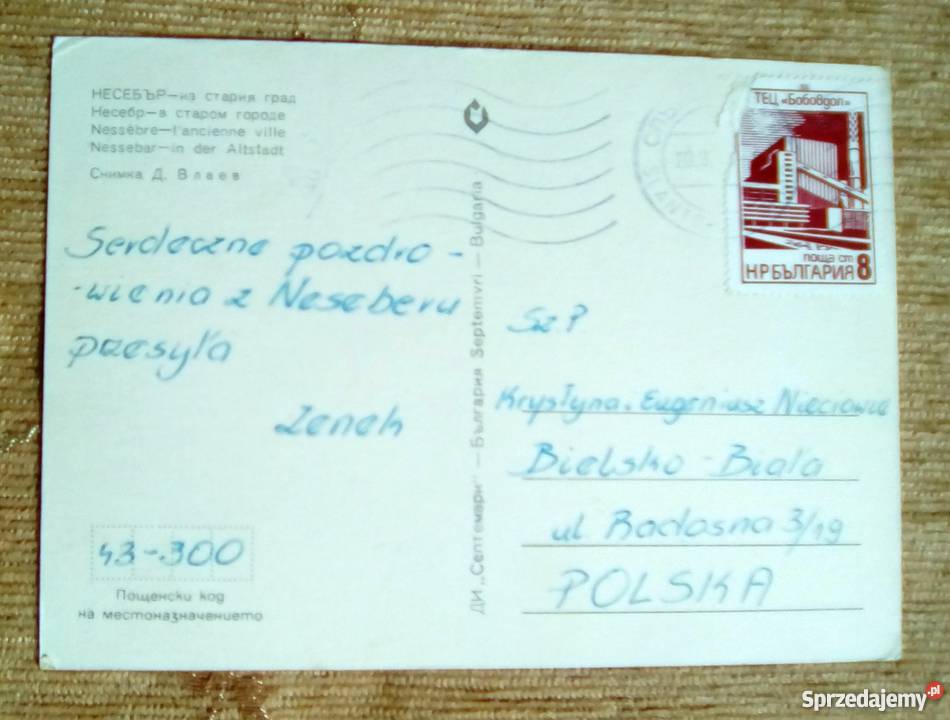 НЕСЕБЪР—из стария град
Несебр—в старом городе
Nessèbre—l'ancienne ville
Nessebar—in der Altstadt
Снимка Д. Влаев
Serdeczne pozdro-
-wienia z Neseberu
przesyła
Zenek
43-300
Пощенски код
на местоназначението
ДИ „Септември" — България Septemvri — Bulgaria
ТЕЦ «Бобовдол»
поща ст
НР БЪЛГАРИЯ 8
Sz P
Krystyna i Eugeniusz
Bielsko-Biała
ul Radosna 3/19
POLSKA
Sprzedajemy.pl